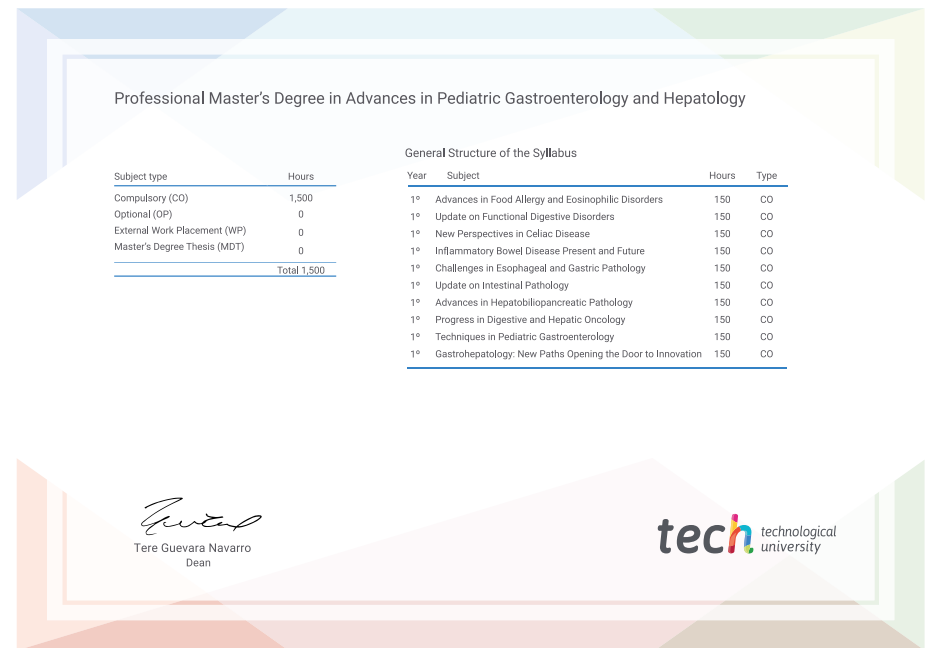 Professional Master's Degree in Advances in Pediatric Gastroenterology and Hepatology
Subject type Hours
Compulsory (CO) 1,500
Optional (OP) 0
External Work Placement (WP) 0
Master's Degree Thesis (MDT) 0
Total 1,500
General Structure of the Syllabus
Year Subject Hours Type
1º Advances in Food Allergy and Eosinophilic Disorders 150 CO
1º Update on Functional Digestive Disorders 150 CO
1º New Perspectives in Celiac Disease 150 CO
1º Inflammatory Bowel Disease Present and Future 150 CO
1º Challenges in Esophageal and Gastric Pathology 150 CO
1º Update on Intestinal Pathology 150 CO
1º Advances in Hepatobiliopancreatic Pathology 150 CO
1º Progress in Digestive and Hepatic Oncology 150 CO
1º Techniques in Pediatric Gastroenterology 150 CO
1º Gastrohepatology: New Paths Opening the Door to Innovation 150 CO
Tere Guevara Navarro
Dean
tech technological
university